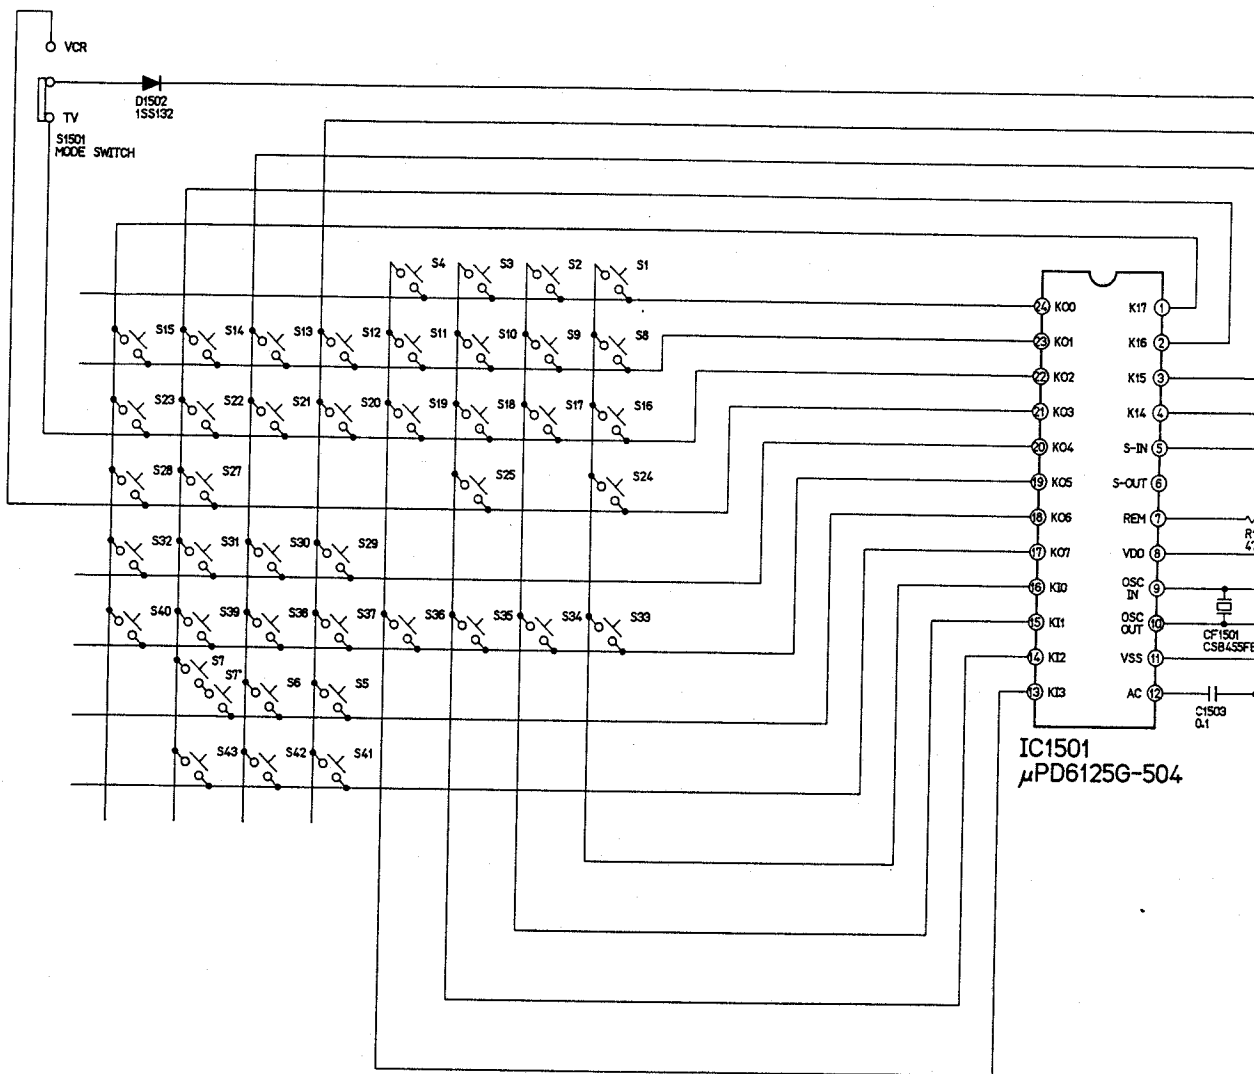 VCR
D1502
1SS132
TV
S1501
MODE SWITCH
S4 S3 S2 S1
S15 S14 S13 S12 S11 S10 S9 S8
S23 S22 S21 S20 S19 S18 S17 S16
S28 S27 S25 S24
S32 S31 S30 S29
S40 S39 S38 S37 S36 S35 S34 S33
S7 S7' S6 S5
S43 S42 S41
24 KO0 K17 1
23 KO1 K16 2
22 KO2 K15 3
21 KO3 K14 4
20 KO4 S-IN 5
19 KO5 S-OUT 6
18 KO6 REM 7
17 KO7 VDD 8
16 KI0 OSC IN 9
15 KI1 OSC OUT 10
14 KI2 VSS 11
13 KI3 AC 12
CF1501
CSB455FE
C1503
0.1
IC1501
μPD6125G-504